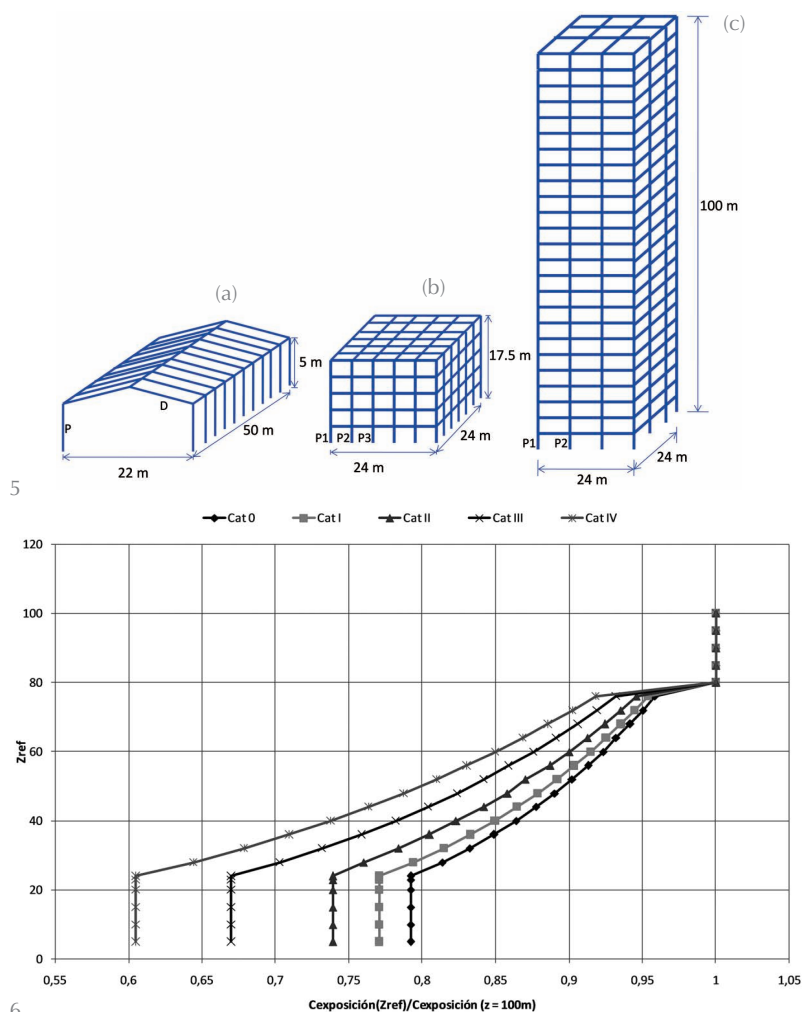 (c)
100 m
(a)
(b)
5 m
17.5 m
P
D
50 m
22 m
P1 P2 P3
24 m
24 m
P1 P2
24 m
24 m
5
Cat 0 Cat I Cat II Cat III Cat IV
120
100
80
60
40
20
0
Zref
0,55 0,6 0,65 0,7 0,75 0,8 0,85 0,9 0,95 1 1,05
Cexposición(Zref)/Cexposición (z = 100m)
6